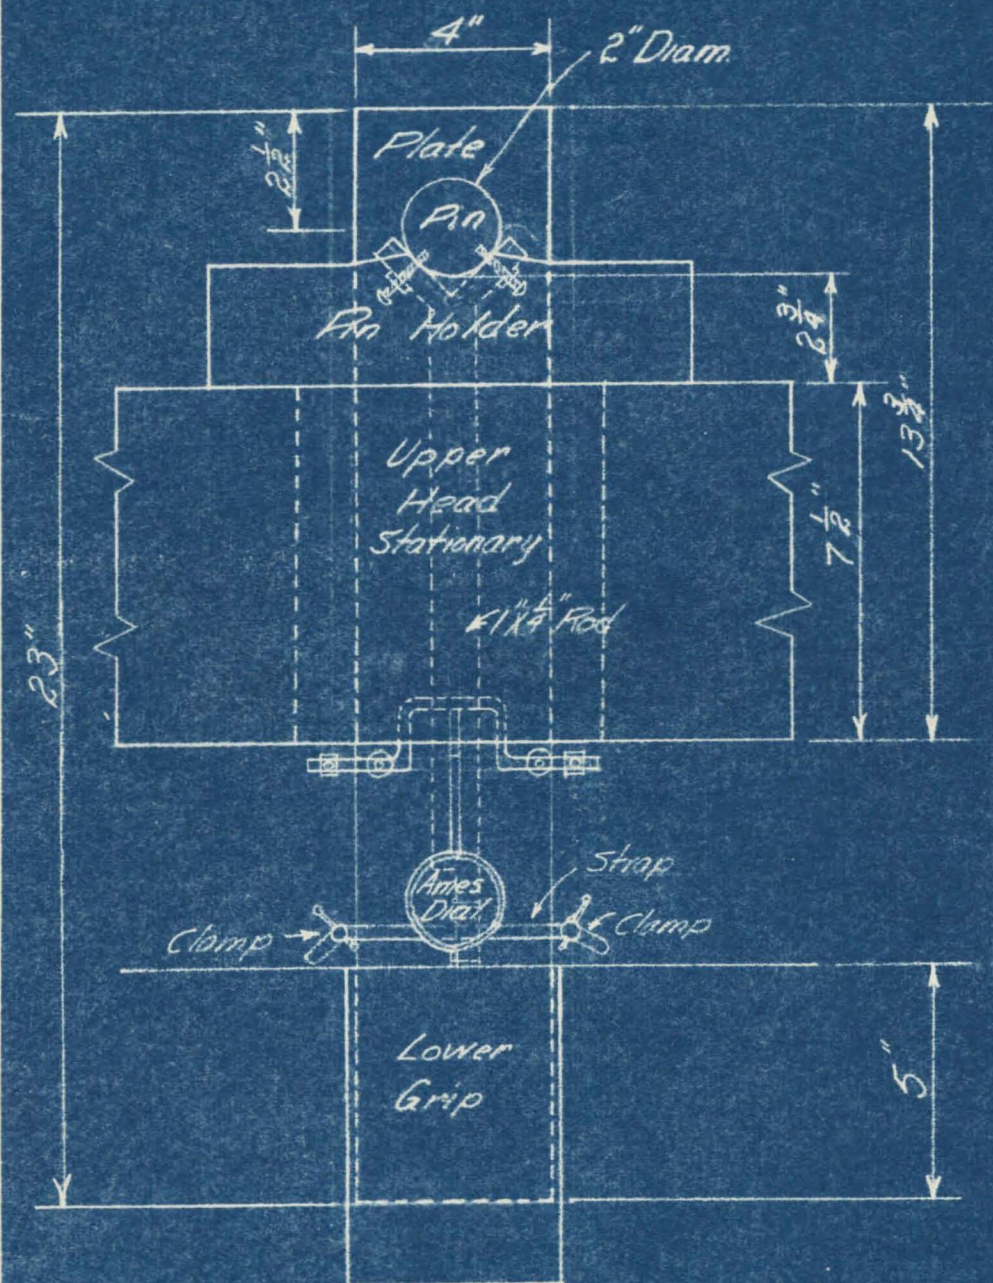 4"
2" Diam.
2 1/2"
Plate
Pin
Pin Holder
2 3/4"
13 3/4"
Upper
Head
Stationary
7 1/2"
1"x1/4" Rod
23"
Ames
Dial
Strap
Clamp
Clamp
Lower
Grip
5"